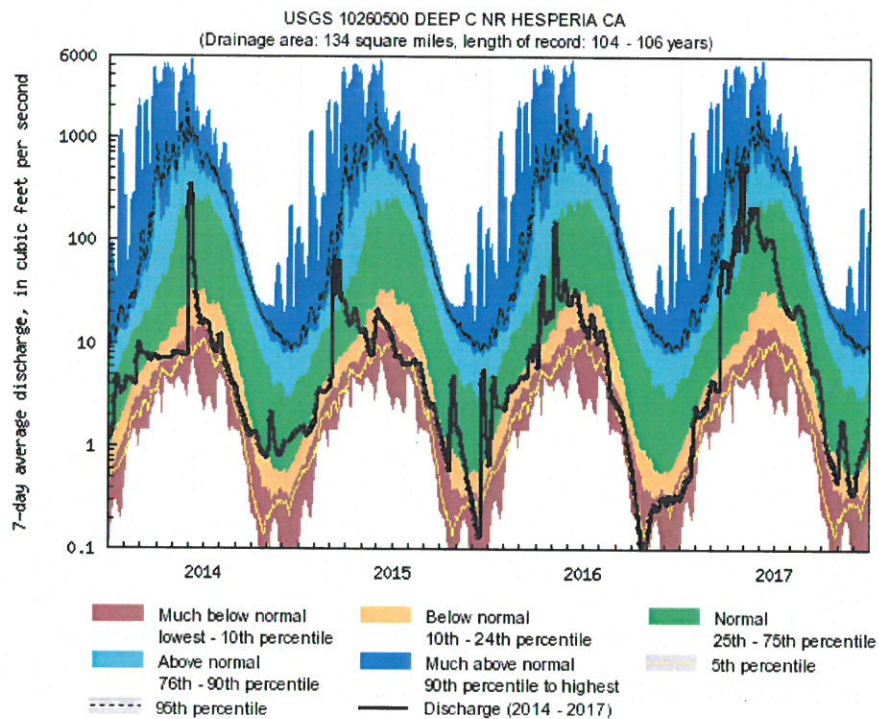 USGS 10260500 DEEP C NR HESPERIA CA
(Drainage area: 134 square miles, length of record: 104 - 106 years)
7-day average discharge, in cubic feet per second
6000
1000
100
10
1
0.1
2014
2015
2016
2017
Much below normal
lowest - 10th percentile
Below normal
10th - 24th percentile
Normal
25th - 75th percentile
Above normal
76th - 90th percentile
Much above normal
90th percentile to highest
5th percentile
95th percentile
Discharge (2014 - 2017)